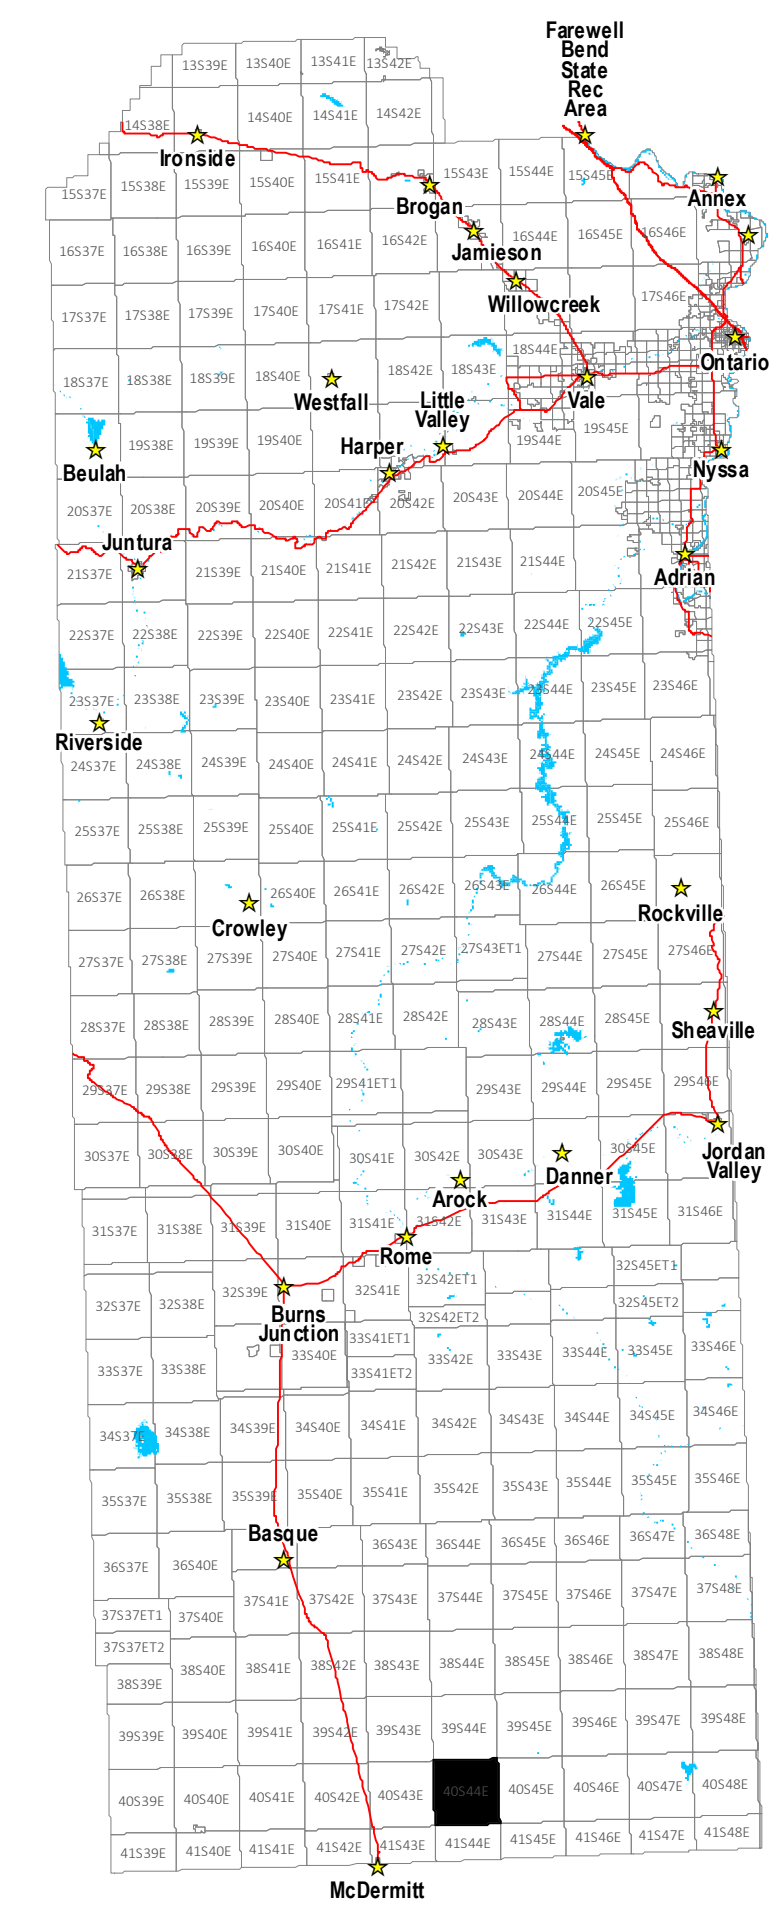 Farewell
Bend
State
Rec
Area
13S39E 13S40E 13S41E 13S42E
14S38E 14S40E 14S41E 14S42E
Ironside
Annex
15S37E 15S38E 15S39E 15S40E 15S41E 15S43E 15S44E 15S45E
Brogan
Jamieson
16S37E 16S38E 16S39E 16S40E 16S41E 16S42E 16S44E 16S45E 16S46E
Willowcreek
17S37E 17S38E 17S39E 17S40E 17S41E 17S42E 17S46E
Ontario
18S37E 18S38E 18S39E 18S40E 18S42E 18S43E 18S44E
Westfall
Little
Valley
Vale
Harper
19S38E 19S39E 19S40E 19S44E 19S45E
Beulah
Nyssa
20S37E 20S38E 20S39E 20S40E 20S41E 20S42E 20S43E 20S44E 20S45E
Juntura
Adrian
21S37E 21S39E 21S40E 21S41E 21S42E 21S43E 21S44E
22S37E 22S38E 22S39E 22S40E 22S41E 22S42E 22S43E 22S44E 22S45E
23S37E 23S38E 23S39E 23S40E 23S41E 23S42E 23S43E 23S44E 23S45E 23S46E
Riverside
24S37E 24S38E 24S39E 24S40E 24S41E 24S42E 24S43E 24S44E 24S45E 24S46E
25S37E 25S38E 25S39E 25S40E 25S41E 25S42E 25S43E 25S44E 25S45E 25S46E
26S37E 26S38E 26S40E 26S41E 26S42E 26S43E 26S44E 26S45E
Rockville
Crowley
27S37E 27S38E 27S39E 27S40E 27S41E 27S42E 27S43ET1 27S44E 27S45E 27S46E
28S37E 28S38E 28S39E 28S40E 28S41E 28S42E 28S43E 28S44E 28S45E
Sheaville
29S37E 29S38E 29S39E 29S40E 29S41ET1 29S43E 29S44E 29S45E 29S46E
30S37E 30S38E 30S39E 30S40E 30S41E 30S42E 30S43E 30S45E
Jordan
Valley
Danner
Arock
31S37E 31S38E 31S39E 31S40E 31S41E 31S42E 31S43E 31S44E 31S45E 31S46E
Rome
32S37E 32S38E 32S39E 32S41E 32S42ET1 32S45ET1
32S42ET2 32S45ET2
Burns
Junction
33S41ET1
33S37E 33S38E 33S40E 33S41ET2 33S42E 33S43E 33S44E 33S45E 33S46E
34S37E 34S38E 34S39E 34S40E 34S41E 34S42E 34S43E 34S44E 34S45E 34S46E
35S37E 35S38E 35S39E 35S40E 35S41E 35S42E 35S43E 35S44E 35S45E 35S46E
Basque
36S37E 36S40E 36S43E 36S44E 36S45E 36S46E 36S47E 36S48E
37S37ET1 37S40E 37S41E 37S42E 37S43E 37S44E 37S45E 37S46E 37S47E 37S48E
37S37ET2
38S39E 38S40E 38S41E 38S42E 38S43E 38S44E 38S45E 38S46E 38S47E 38S48E
39S39E 39S40E 39S41E 39S42E 39S43E 39S44E 39S45E 39S46E 39S47E 39S48E
40S39E 40S40E 40S41E 40S42E 40S43E 40S44E 40S45E 40S46E 40S47E 40S48E
41S39E 41S40E 41S41E 41S42E 41S43E 41S44E 41S45E 41S46E 41S47E 41S48E
McDermitt